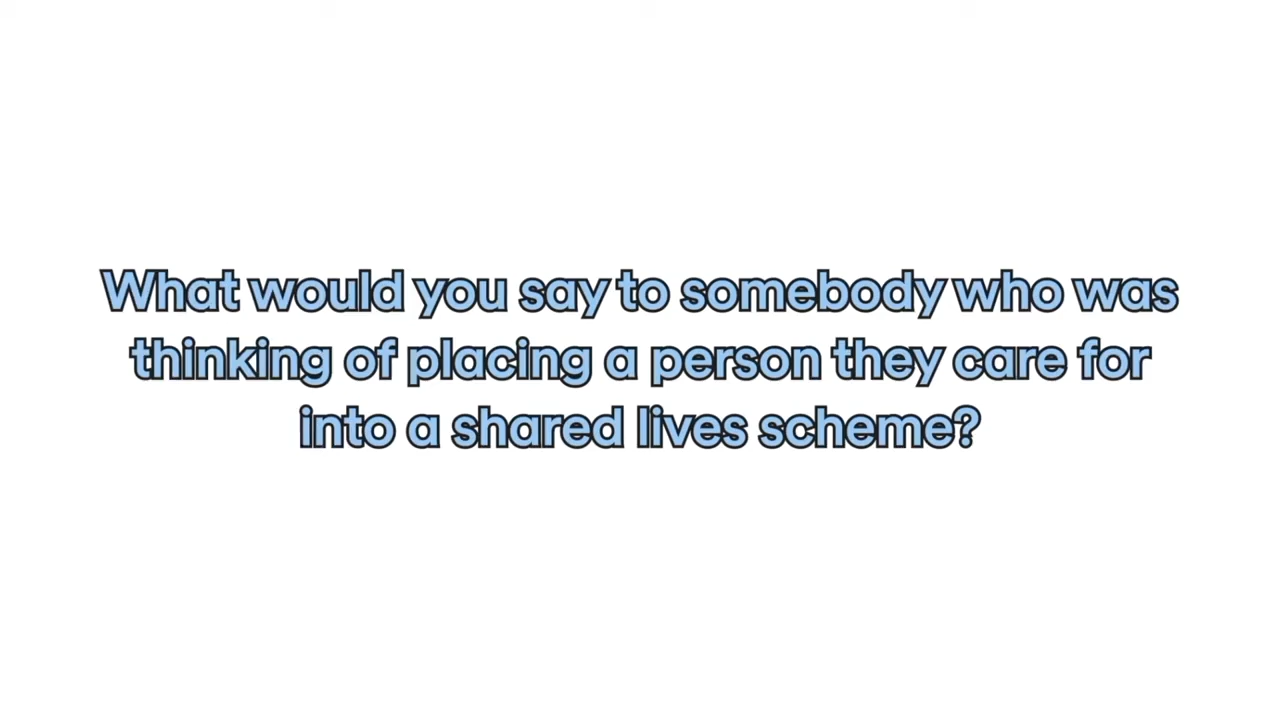 What would you say to somebody who was
thinking of placing a person they care for
into a shared lives scheme?